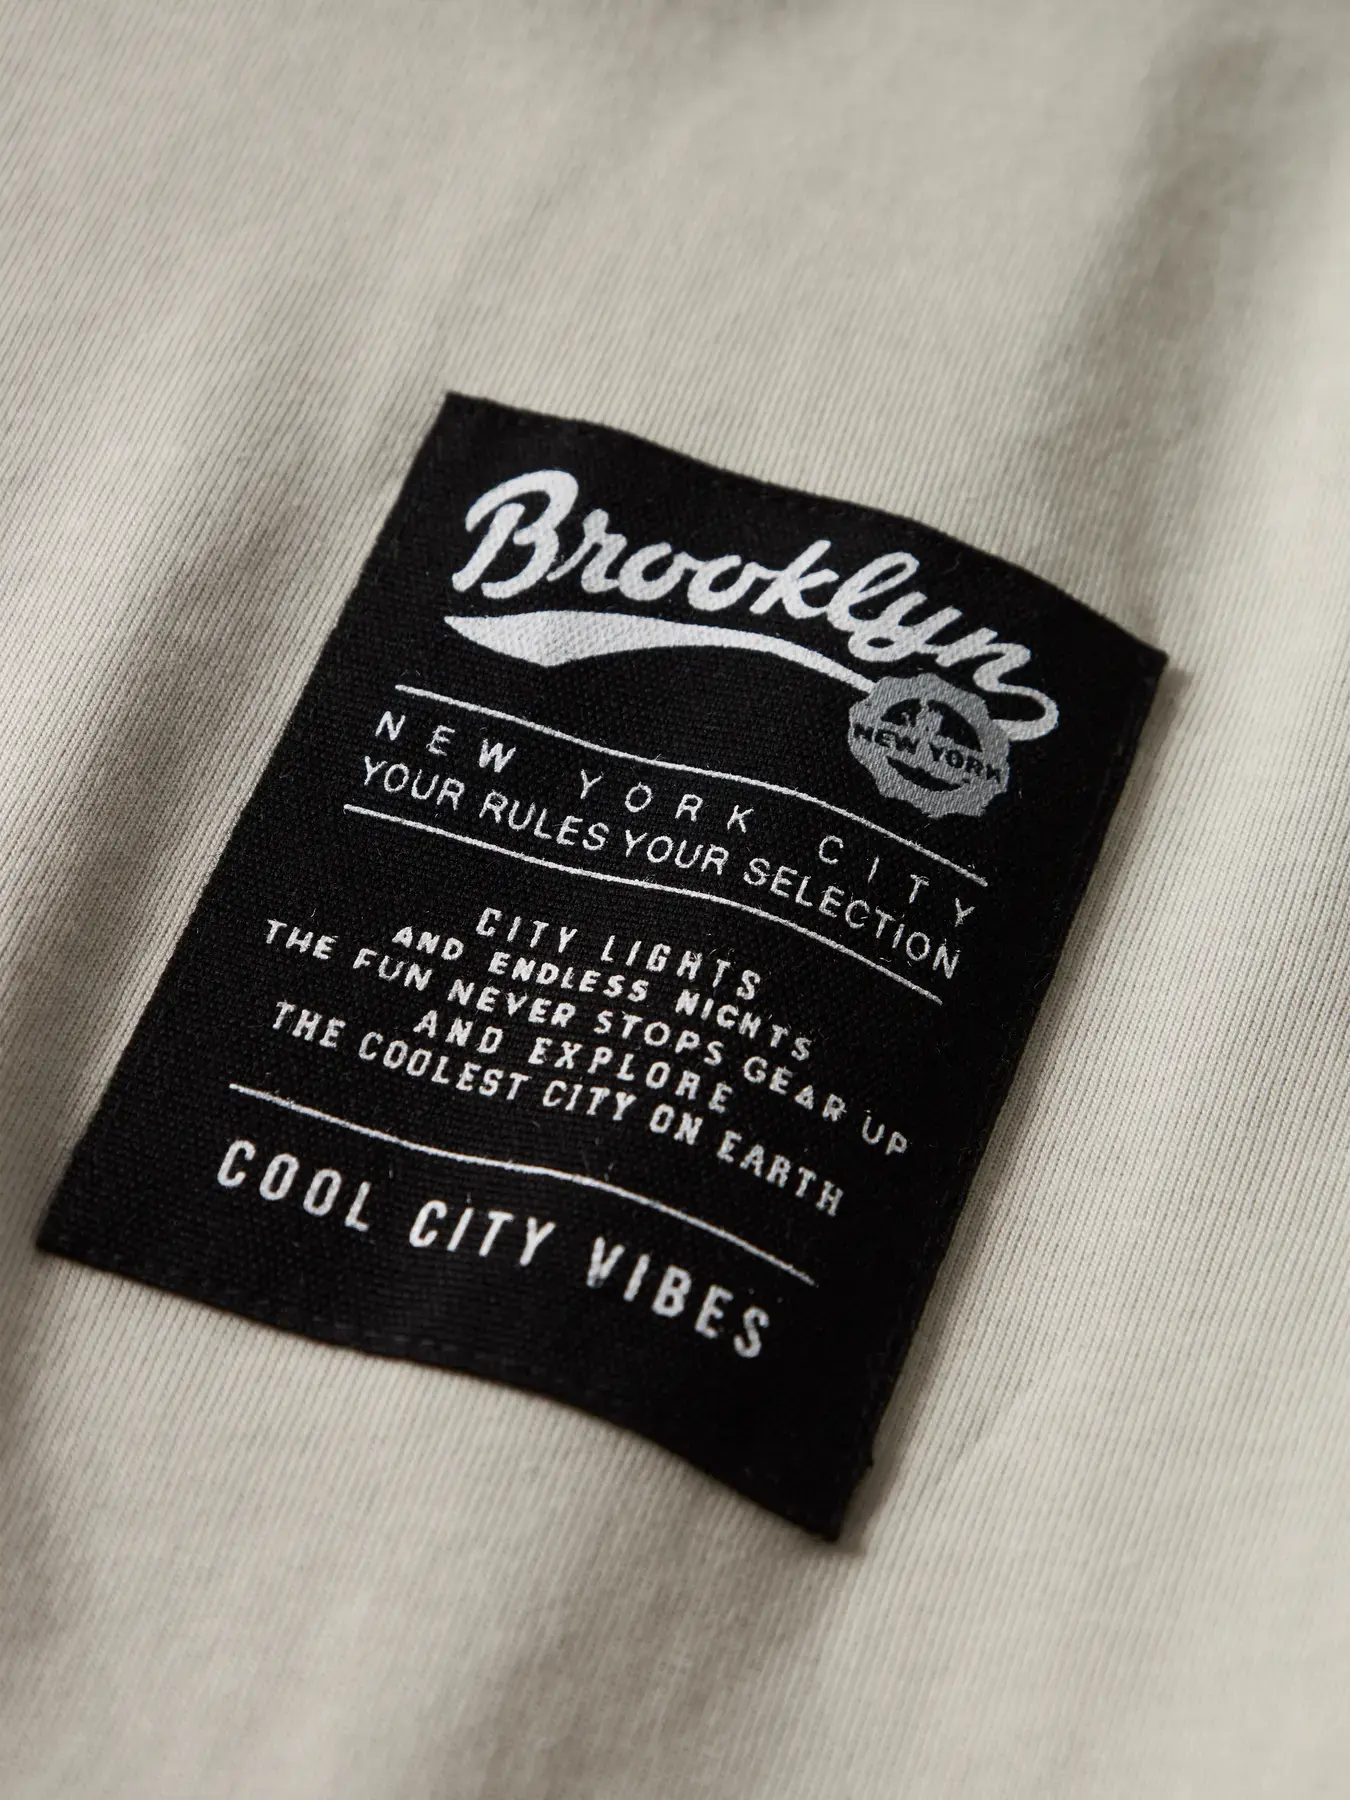 Brooklyn
NEW YORK
NEW YORK CITY
YOUR RULES YOUR SELECTION
CITY LIGHTS
AND ENDLESS NIGHTS
THE FUN NEVER STOPS GEAR UP
AND EXPLORE
THE COOLEST CITY ON EARTH
COOL CITY VIBES